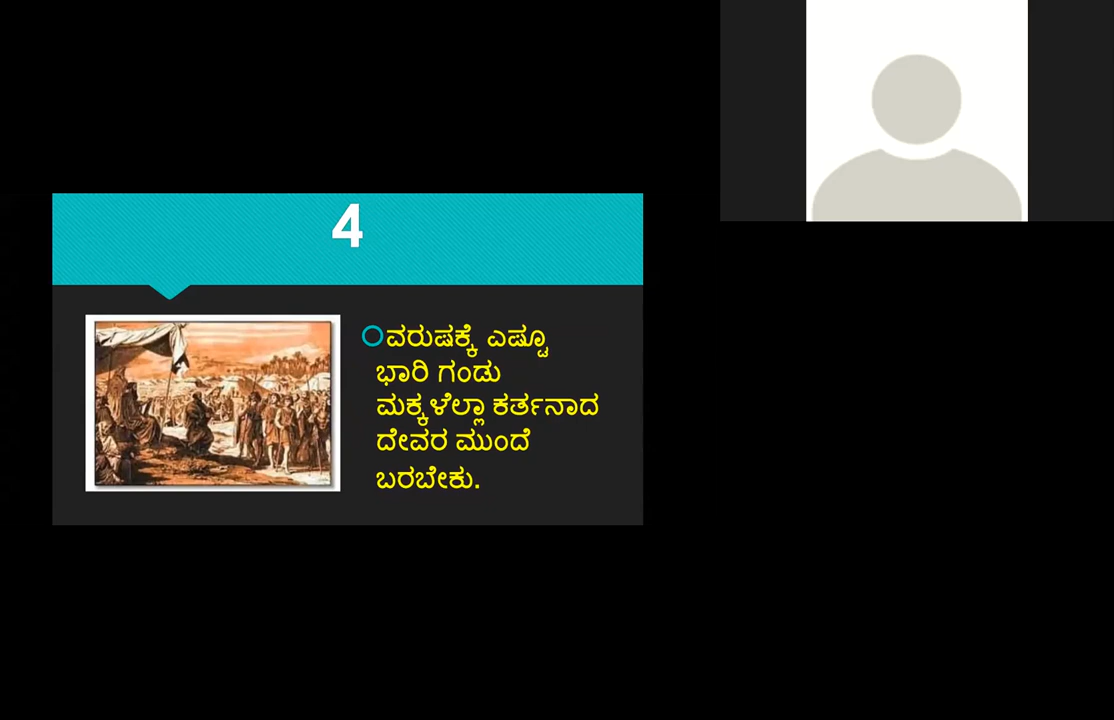 4
ವರುಷಕ್ಕೆ ಎಷ್ಟೂ
ಭಾರಿ ಗಂಡು
ಮಕ್ಕಳೆಲ್ಲಾ ಕರ್ತನಾದ
ದೇವರ ಮುಂದೆ
ಬರಬೇಕು.